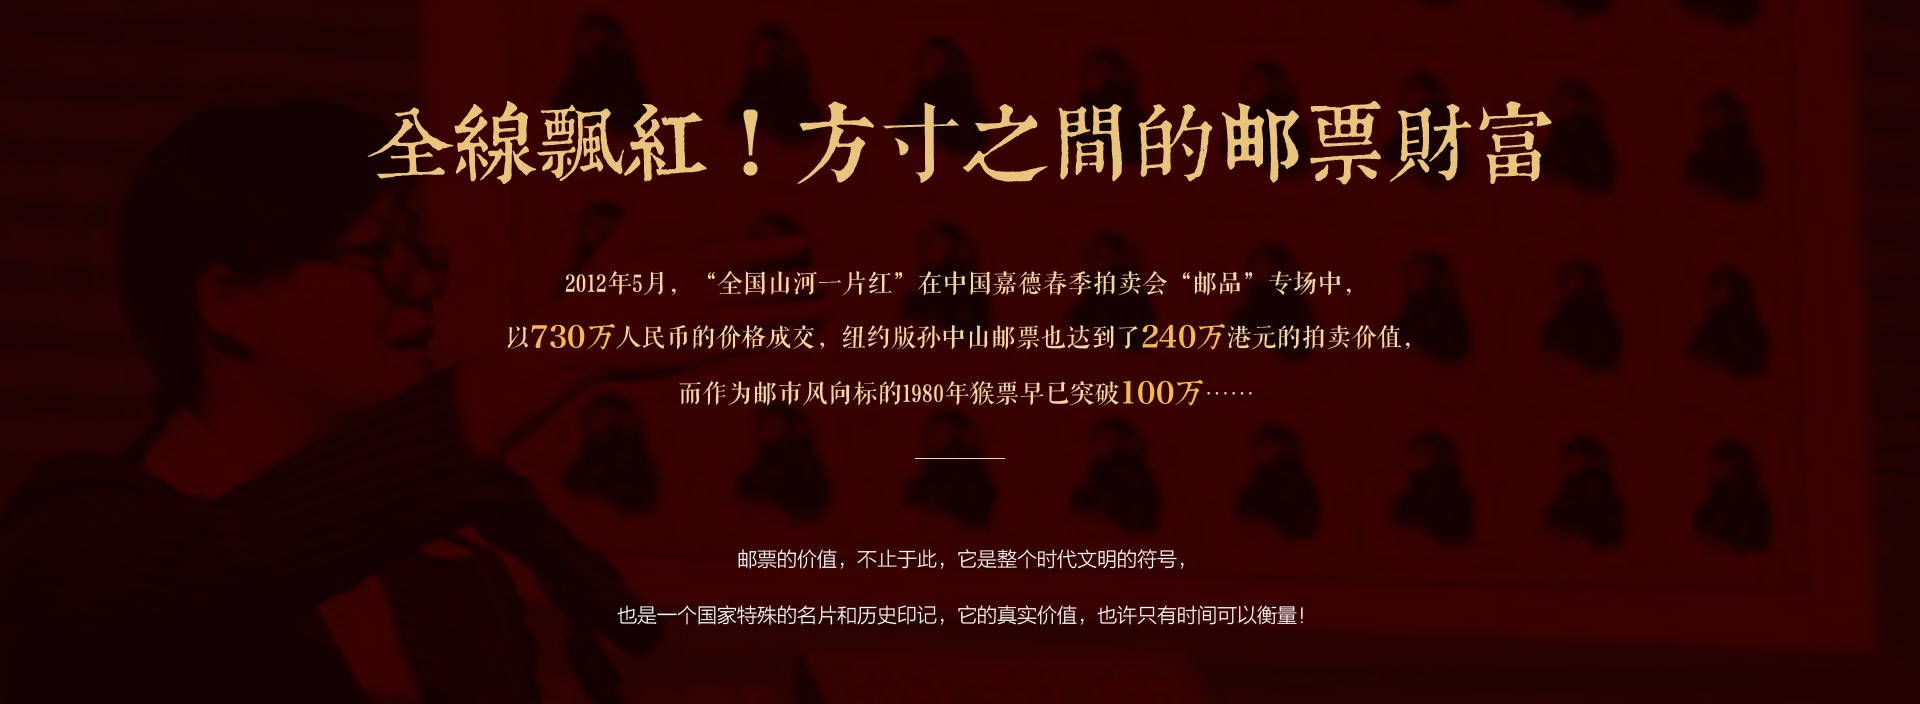 全線飄紅！方寸之間的邮票財富
2012年5月，“全国山河一片红”在中国嘉德春季拍卖会“邮品”专场中，
以730万人民币的价格成交，纽约版孙中山邮票也达到了240万港元的拍卖价值，
而作为邮市风向标的1980年猴票早已突破100万……
邮票的价值，不止于此，它是整个时代文明的符号，
也是一个国家特殊的名片和历史印记，它的真实价值，也许只有时间可以衡量！